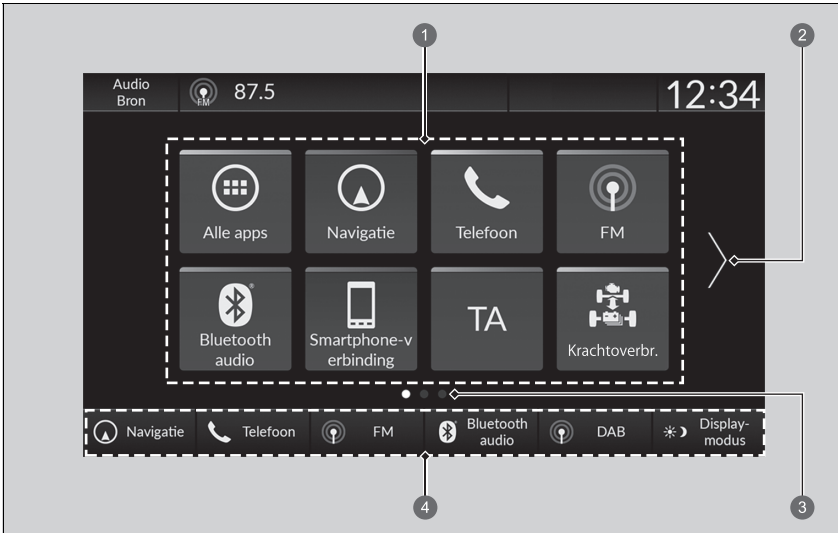 1
2
Audio
Bron
FM
87.5
12:34
Alle apps
Navigatie
Telefoon
FM
Bluetooth
audio
Smartphone-v
erbinding
TA
Krachtoverbr.
Navigatie
Telefoon
FM
Bluetooth
audio
DAB
Display-
modus
4
3